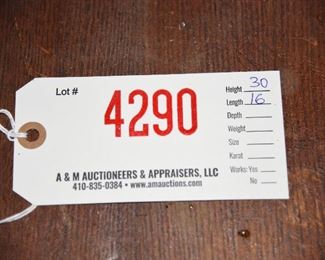 Lot #
4290
Height 30
Length 16
Depth
Weight
Size
Karat
Works: Yes
No
A & M AUCTIONEERS & APPRAISERS, LLC
410-835-0384 • www.amauctions.com